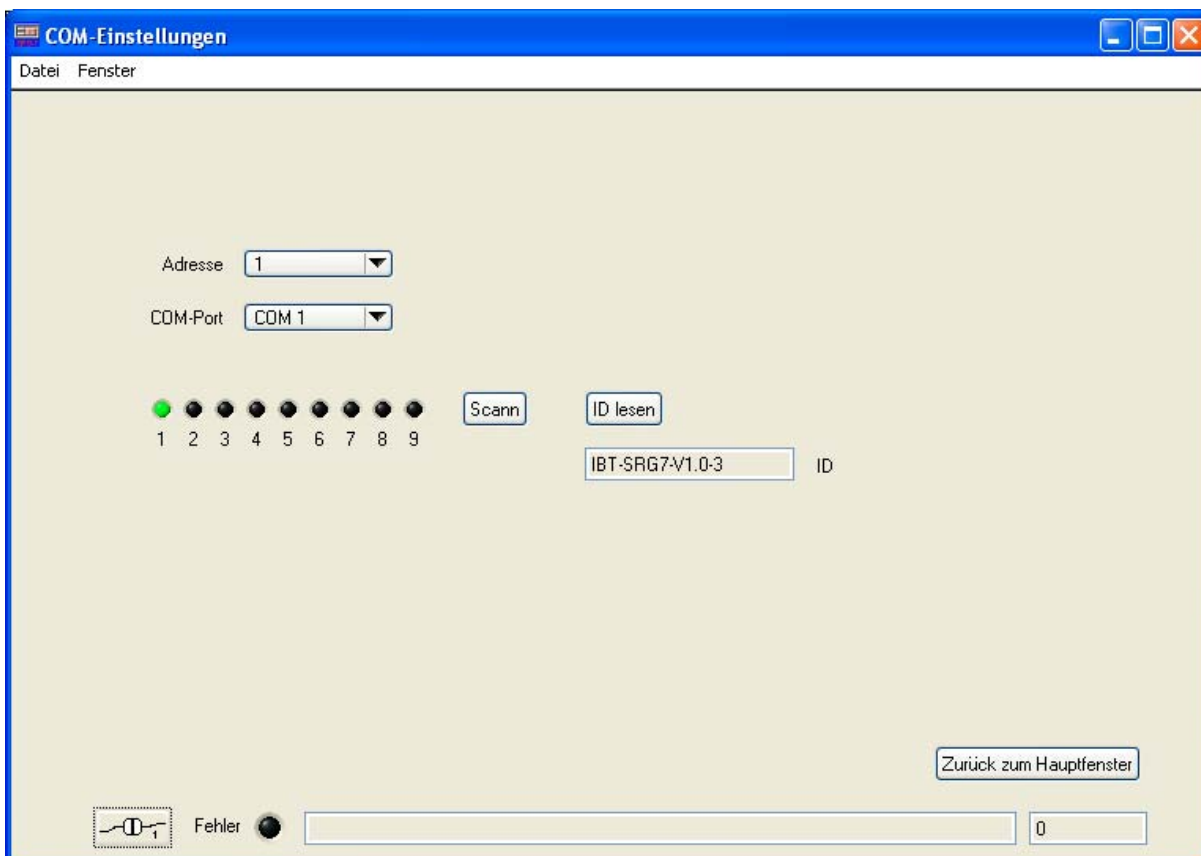 COM-Einstellungen
Datei Fenster
Adresse 1
COM-Port COM 1
Scann ID lesen
1 2 3 4 5 6 7 8 9
IBT-SRG7-V1.0-3 ID
Zurück zum Hauptfenster
1 Fehler 0